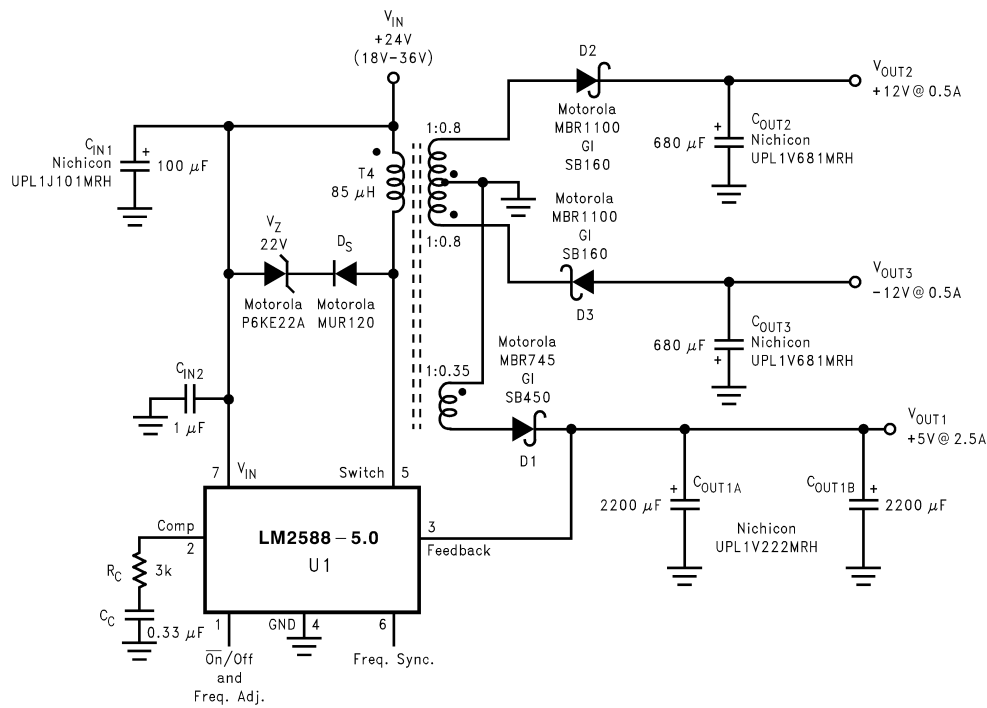 V_IN
+24V
(18V-36V)
D2
V_OUT2
+12V@0.5A
Motorola
MBR1100
GI
SB160
+
680 μF
C_OUT2
Nichicon
UPL1V681MRH
C_IN1
Nichicon
UPL1J101MRH
+
100 μF
1:0.8
T4
85 μH
1:0.8
Motorola
MBR1100
GI
SB160
D3
V_OUT3
-12V@0.5A
680 μF
+
C_OUT3
Nichicon
UPL1V681MRH
V_Z
22V
Motorola
P6KE22A
D_S
Motorola
MUR120
Motorola
MBR745
GI
SB450
1:0.35
D1
V_OUT1
+5V@2.5A
C_IN2
1 μF
7
V_IN
Switch
5
2200 μF
+
C_OUT1A
C_OUT1B
+
2200 μF
Nichicon
UPL1V222MRH
Comp
2
LM2588-5.0
U1
3
Feedback
R_C
3k
C_C
0.33 μF
1
GND
4
6
On/Off
and
Freq. Adj.
Freq. Sync.